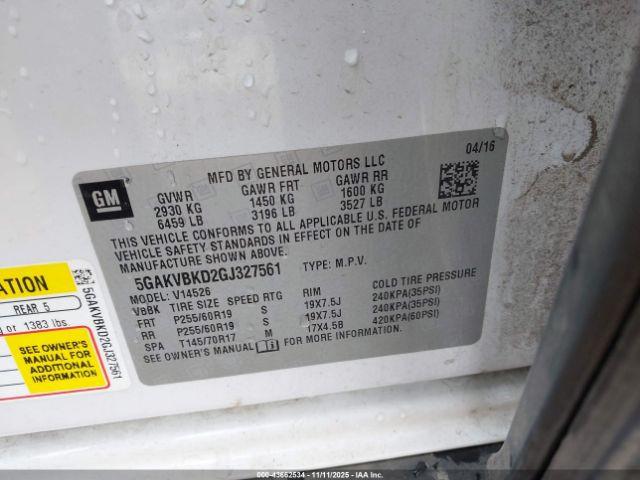 GM
MFD BY GENERAL MOTORS LLC
04/16
GVWR GAWR FRT GAWR RR
2930 KG 1450 KG 1600 KG
6459 LB 3196 LB 3527 LB
THIS VEHICLE CONFORMS TO ALL APPLICABLE U.S. FEDERAL MOTOR
VEHICLE SAFETY STANDARDS IN EFFECT ON THE DATE OF
MANUFACTURE SHOWN ABOVE.
5GAKVBKD2GJ327561 TYPE: M.P.V.
MODEL: V14526
VBBK TIRE SIZE SPEED RTG RIM COLD TIRE PRESSURE
FRT P255/60R19 S 19X7.5J 240KPA(35PSI)
RR P255/60R19 S 19X7.5J 240KPA(35PSI)
SPA T145/70R17 M 17X4.5B 420KPA(60PSI)
SEE OWNER'S MANUAL FOR MORE INFORMATION.
ATION
REAR 5
or 1383 lbs
SEE OWNER'S
MANUAL FOR
ADDITIONAL
INFORMATION
5GAKVBKD2GJ327561
000-43662534 - 11/11/2025 - IAAI, Inc.